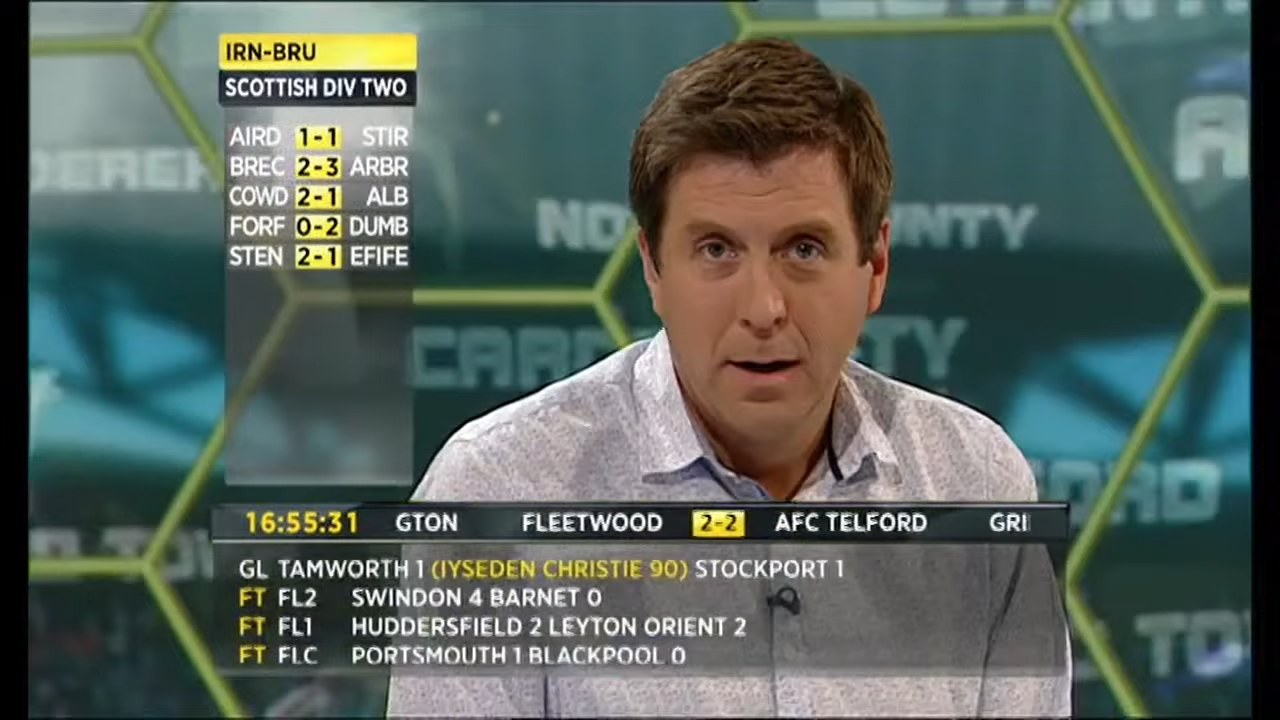 IRN-BRU
SCOTTISH DIV TWO
AIRD 1-1 STIR
BREC 2-3 ARBR
COWD 2-1 ALB
FORF 0-2 DUMB
STEN 2-1 EFIFE
COUNTY
16:55:31 GTON FLEETWOOD 2-2 AFC TELFORD GRI
GL TAMWORTH 1 (IYSEDEN CHRISTIE 90) STOCKPORT 1
FT FL2 SWINDON 4 BARNET 0
FT FL1 HUDDERSFIELD 2 LEYTON ORIENT 2
FT FLC PORTSMOUTH 1 BLACKPOOL 0